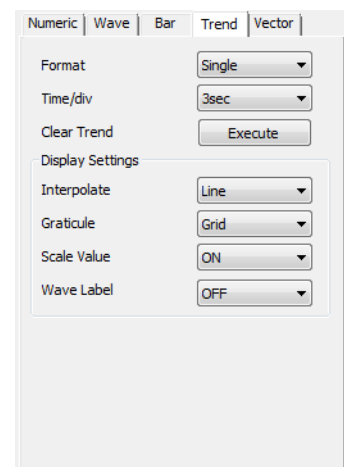 Numeric Wave Bar Trend Vector
Format Single
Time/div 3sec
Clear Trend Execute
Display Settings
Interpolate Line
Graticule Grid
Scale Value ON
Wave Label OFF